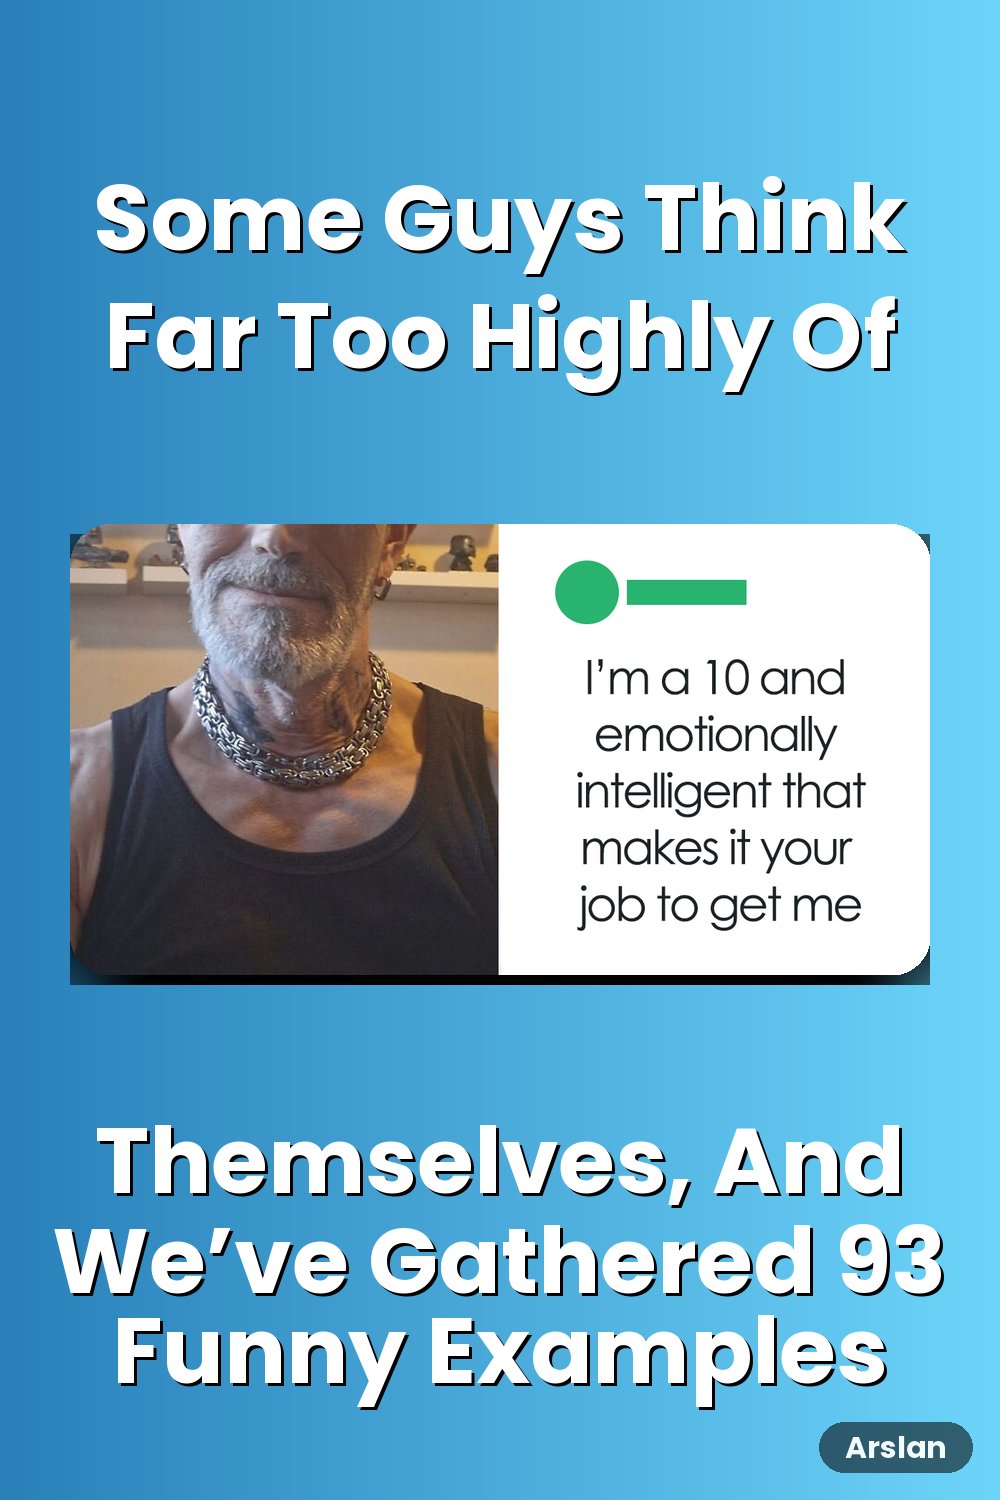 Some Guys Think
Far Too Highly Of
I’m a 10 and
emotionally
intelligent that
makes it your
job to get me
Themselves, And
We’ve Gathered 93
Funny Examples
Arslan